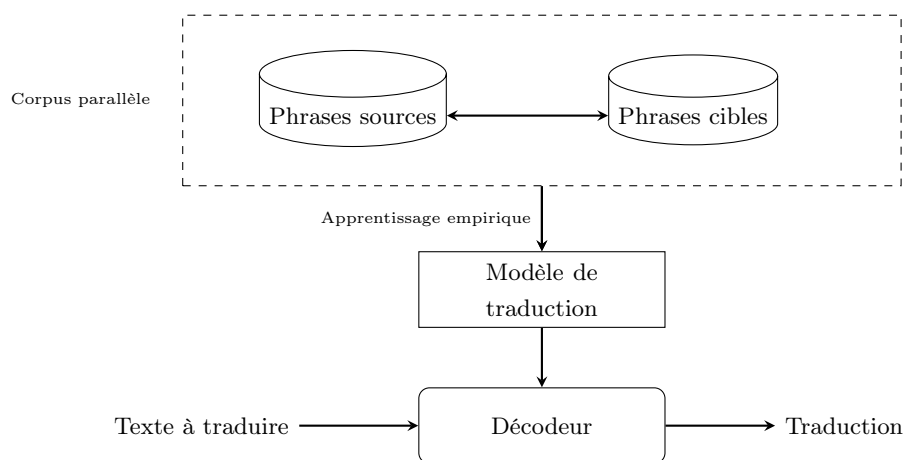 Corpus parallèle
Phrases sources
Phrases cibles
Apprentissage empirique
Modèle de
traduction
Texte à traduire
Décodeur
Traduction